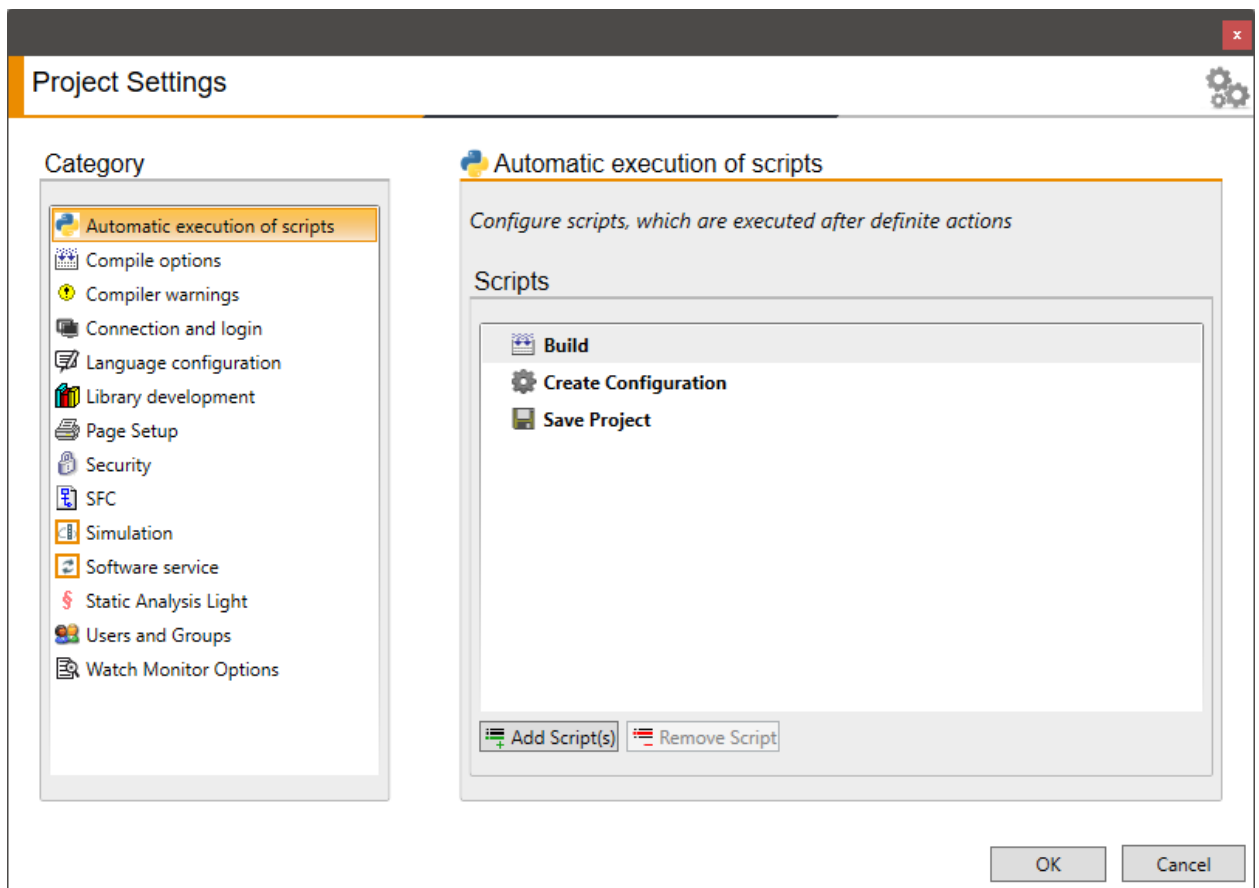 x
Project Settings
Category
Automatic execution of scripts
Compile options
Compiler warnings
Connection and login
Language configuration
Library development
Page Setup
Security
SFC
Simulation
Software service
Static Analysis Light
Users and Groups
Watch Monitor Options
Automatic execution of scripts
Configure scripts, which are executed after definite actions
Scripts
Build
Create Configuration
Save Project
Add Script(s) Remove Script
OK Cancel